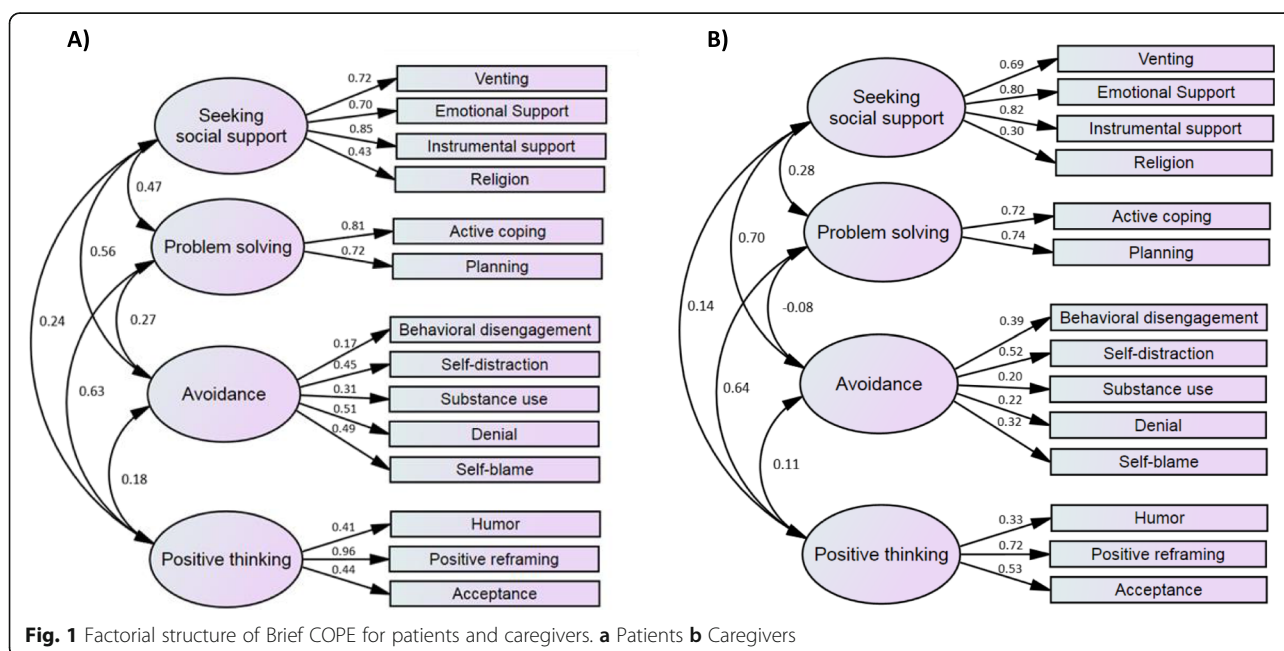 A)
Seeking
social support
0.72
Venting
0.70
Emotional Support
0.85
Instrumental support
0.43
Religion
0.47
Problem solving
0.81
Active coping
0.72
Planning
0.56
0.24
0.27
0.63
Avoidance
0.17
Behavioral disengagement
0.45
Self-distraction
0.31
Substance use
0.51
Denial
0.49
Self-blame
0.18
Positive thinking
0.41
Humor
0.96
Positive reframing
0.44
Acceptance
B)
Seeking
social support
0.69
Venting
0.80
Emotional Support
0.82
Instrumental support
0.30
Religion
0.28
Problem solving
0.72
Active coping
0.74
Planning
0.70
0.14
-0.08
0.64
Avoidance
0.39
Behavioral disengagement
0.52
Self-distraction
0.20
Substance use
0.22
Denial
0.32
Self-blame
0.11
Positive thinking
0.33
Humor
0.72
Positive reframing
0.53
Acceptance
Fig. 1 Factorial structure of Brief COPE for patients and caregivers. a Patients b Caregivers